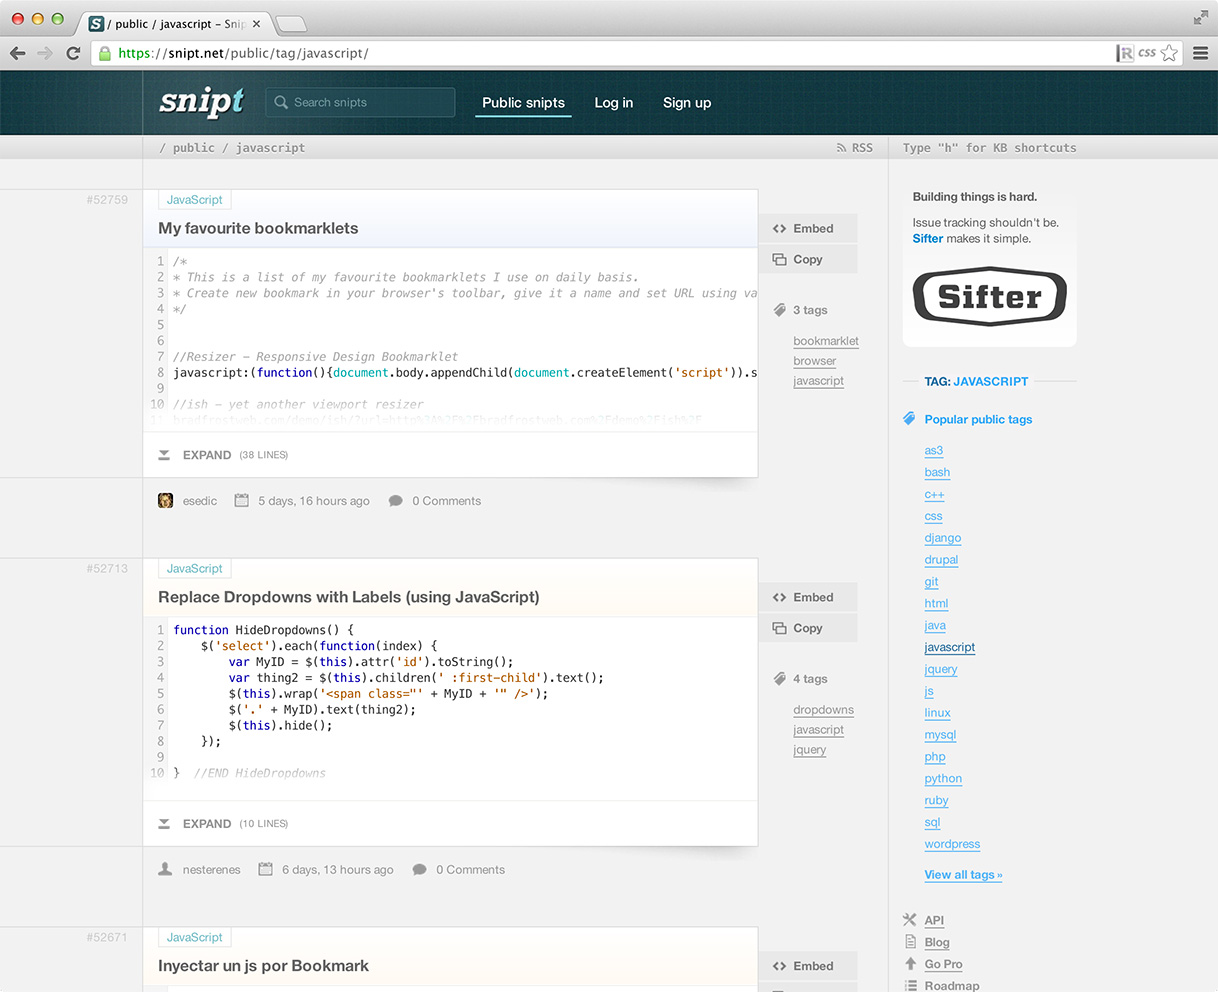 / public / javascript – Snip
https://snipt.net/public/tag/javascript/
R css
snipt
Search snipts
Public snipts
Log in
Sign up
/ public / javascript
RSS
Type "h" for KB shortcuts
#52759
JavaScript
My favourite bookmarklets
1 /*
2 * This is a list of my favourite bookmarklets I use on daily basis.
3 * Create new bookmark in your browser's toolbar, give it a name and set URL using va
4 */
5
6
7 //Resizer – Responsive Design Bookmarklet
8 javascript:(function(){document.body.appendChild(document.createElement('script')).s
9
10 //ish – yet another viewport resizer
11
EXPAND (38 LINES)
esedic
5 days, 16 hours ago
0 Comments
Embed
Copy
3 tags
bookmarklet
browser
javascript
#52713
JavaScript
Replace Dropdowns with Labels (using JavaScript)
1 function HideDropdowns() {
2     $('select').each(function(index) {
3         var MyID = $(this).attr('id').toString();
4         var thing2 = $(this).children(' :first-child').text();
5         $(this).wrap('<span class="' + MyID + '" />');
6         $('.' + MyID).text(thing2);
7         $(this).hide();
8     });
9
10 }  //END HideDropdowns
EXPAND (10 LINES)
nesterenes
6 days, 13 hours ago
0 Comments
Embed
Copy
4 tags
dropdowns
javascript
jquery
#52671
JavaScript
Inyectar un js por Bookmark
Embed
Building things is hard.
Issue tracking shouldn't be.
Sifter makes it simple.
Sifter
TAG: JAVASCRIPT
Popular public tags
as3
bash
c++
css
django
drupal
git
html
java
javascript
jquery
js
linux
mysql
php
python
ruby
sql
wordpress
View all tags »
API
Blog
Go Pro
Roadmap